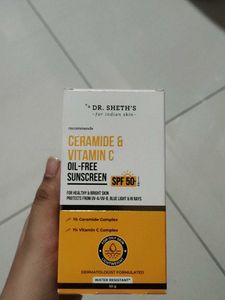 DR. SHETH'S
-for indian skin-
recommends
CERAMIDE &
VITAMIN C
OIL-FREE
SUNSCREEN
SPF 50+
FOR HEALTHY & BRIGHT SKIN
PROTECTS FROM UV-A/UV-B, BLUE LIGHT & IR RAYS
1% Ceramide Complex
1% Vitamin C Complex
DERMATOLOGIST FORMULATED
WATER RESISTANT*
50 g